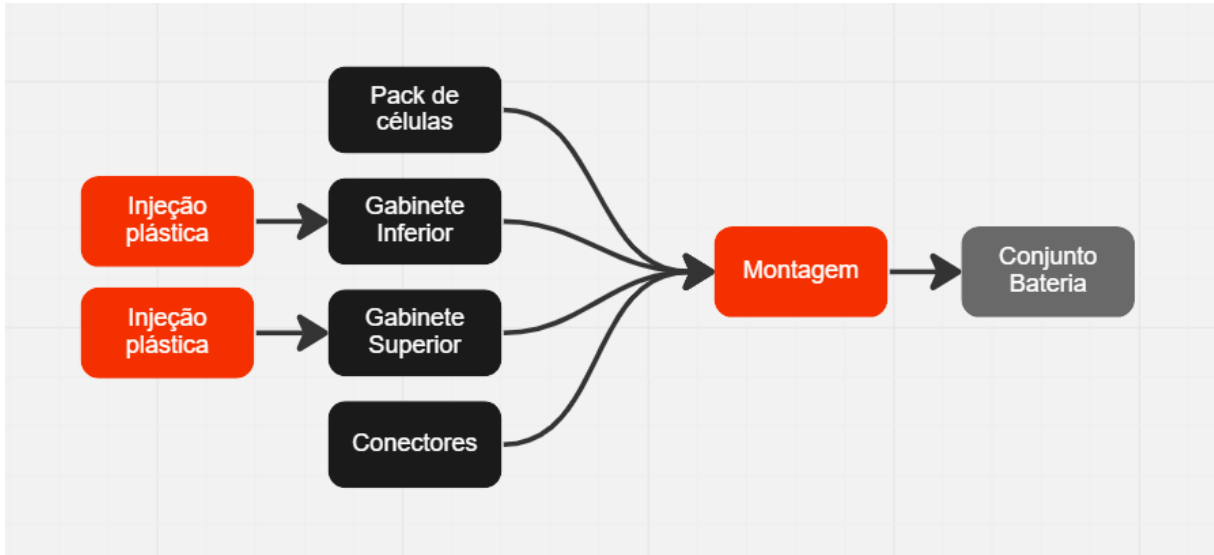 Pack de
células
Injeção
plástica
Gabinete
Inferior
Injeção
plástica
Gabinete
Superior
Conectores
Montagem
Conjunto
Bateria